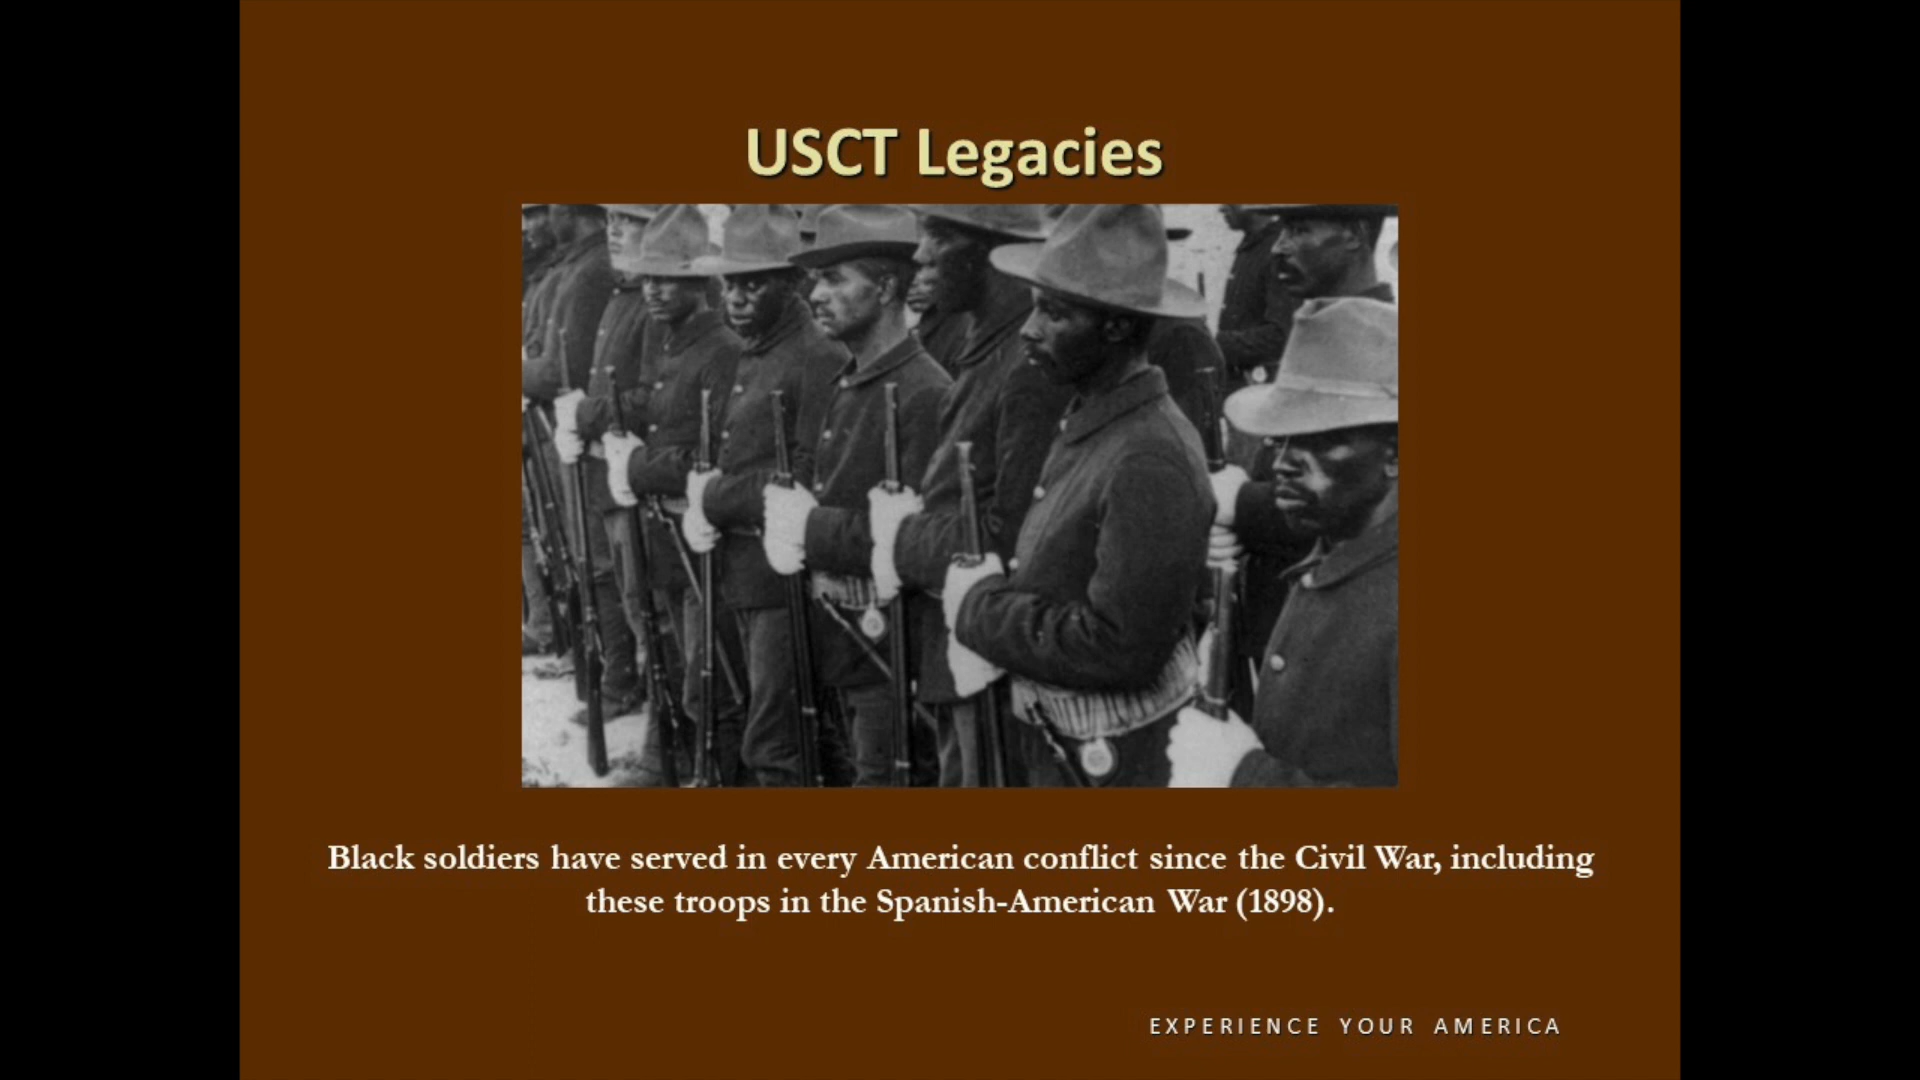 USCT Legacies
Black soldiers have served in every American conflict since the Civil War, including
these troops in the Spanish-American War (1898).
EXPERIENCE YOUR AMERICA